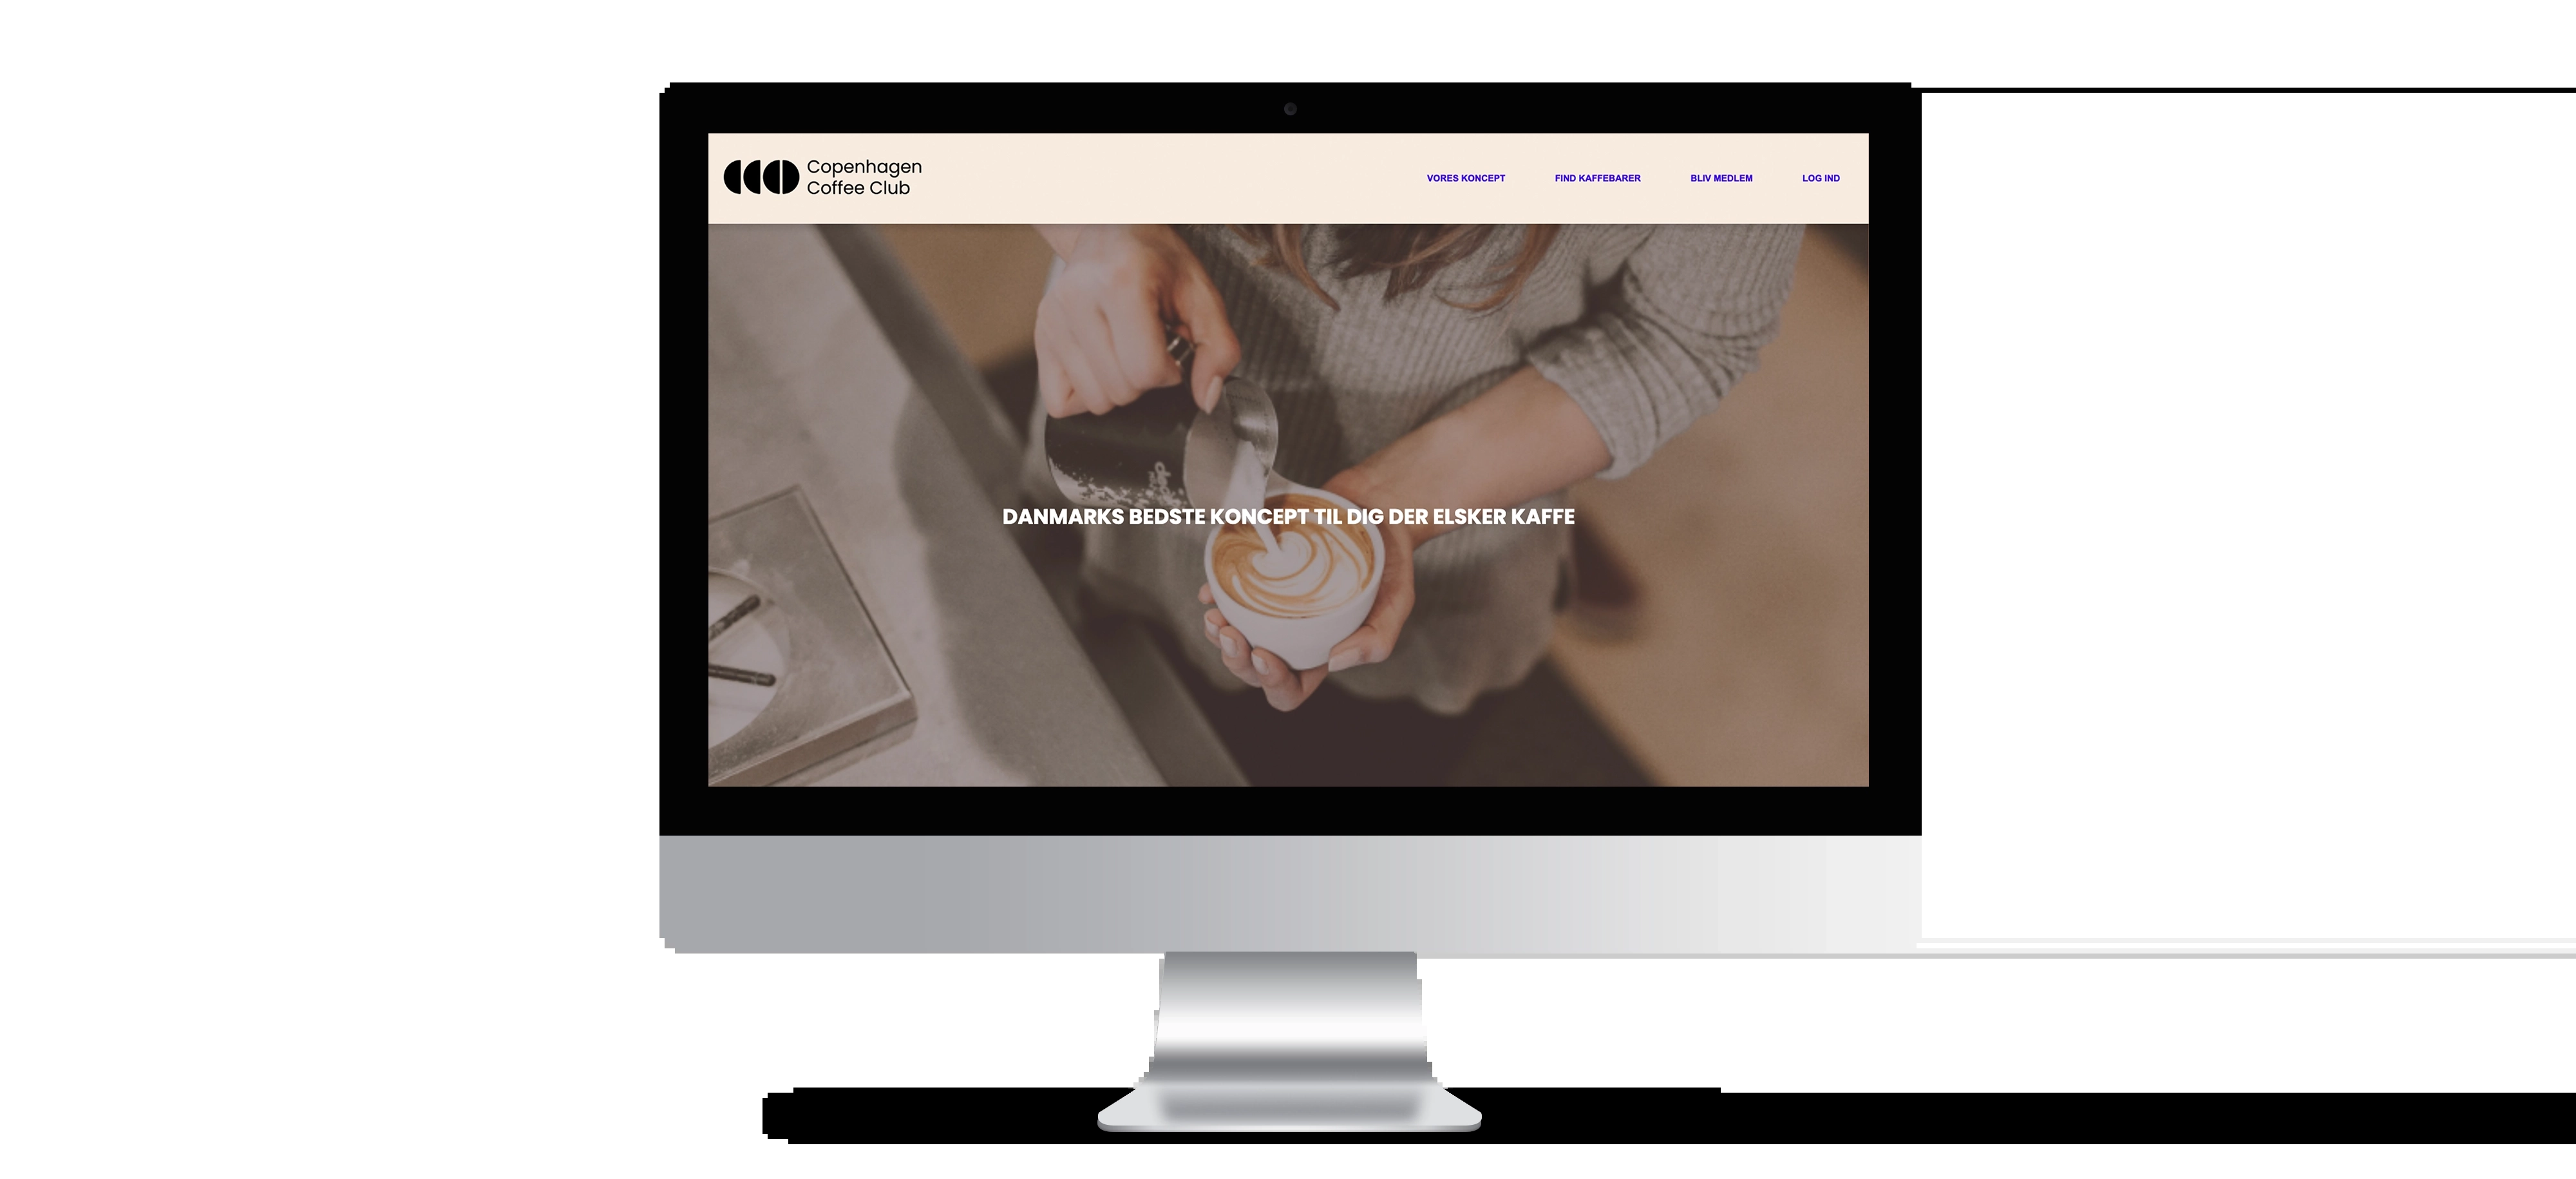 Copenhagen
Coffee Club
VORES KONCEPT FIND KAFFEBARER BLIV MEDLEM LOG IND
DANMARKS BEDSTE KONCEPT TIL DIG DER ELSKER KAFFE